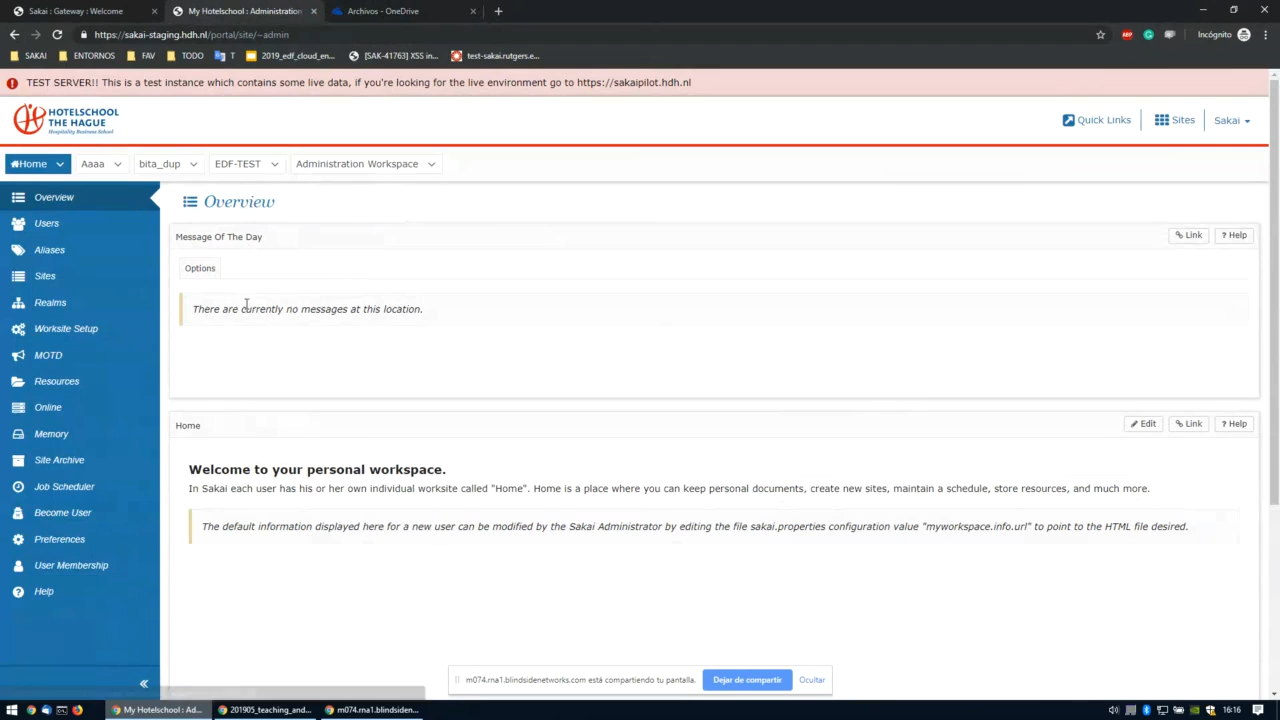 Sakai : Gateway : Welcome
My Hotelschool : Administration
Archivos - OneDrive
https://sakai-staging.hdh.nl/portal/site/~admin
Incógnito
SAKAI
ENTORNOS
FAV
TODO
T
2019_edf_cloud_en...
[SAK-41763] XSS in...
test-sakai.rutgers.e...
TEST SERVER!! This is a test instance which contains some live data, if you're looking for the live environment go to https://sakaipilot.hdh.nl
HOTELSCHOOL
THE HAGUE
Hospitality Business School
Quick Links
Sites
Sakai
Home
Aaaa
bita_dup
EDF-TEST
Administration Workspace
Overview
Users
Aliases
Sites
Realms
Worksite Setup
MOTD
Resources
Online
Memory
Site Archive
Job Scheduler
Become User
Preferences
User Membership
Help
Overview
Message Of The Day
Link
? Help
Options
There are currently no messages at this location.
Home
Edit
Link
? Help
Welcome to your personal workspace.
In Sakai each user has his or her own individual worksite called "Home". Home is a place where you can keep personal documents, create new sites, maintain a schedule, store resources, and much more.
The default information displayed here for a new user can be modified by the Sakai Administrator by editing the file sakai.properties configuration value "myworkspace.info.url" to point to the HTML file desired.
m074.rna1.blindsidenetworks.com está compartiendo tu pantalla.
Dejar de compartir
Ocultar
My Hotelschool : Ad...
201905_teaching_and...
m074.rna1.blindsiden...
16:16